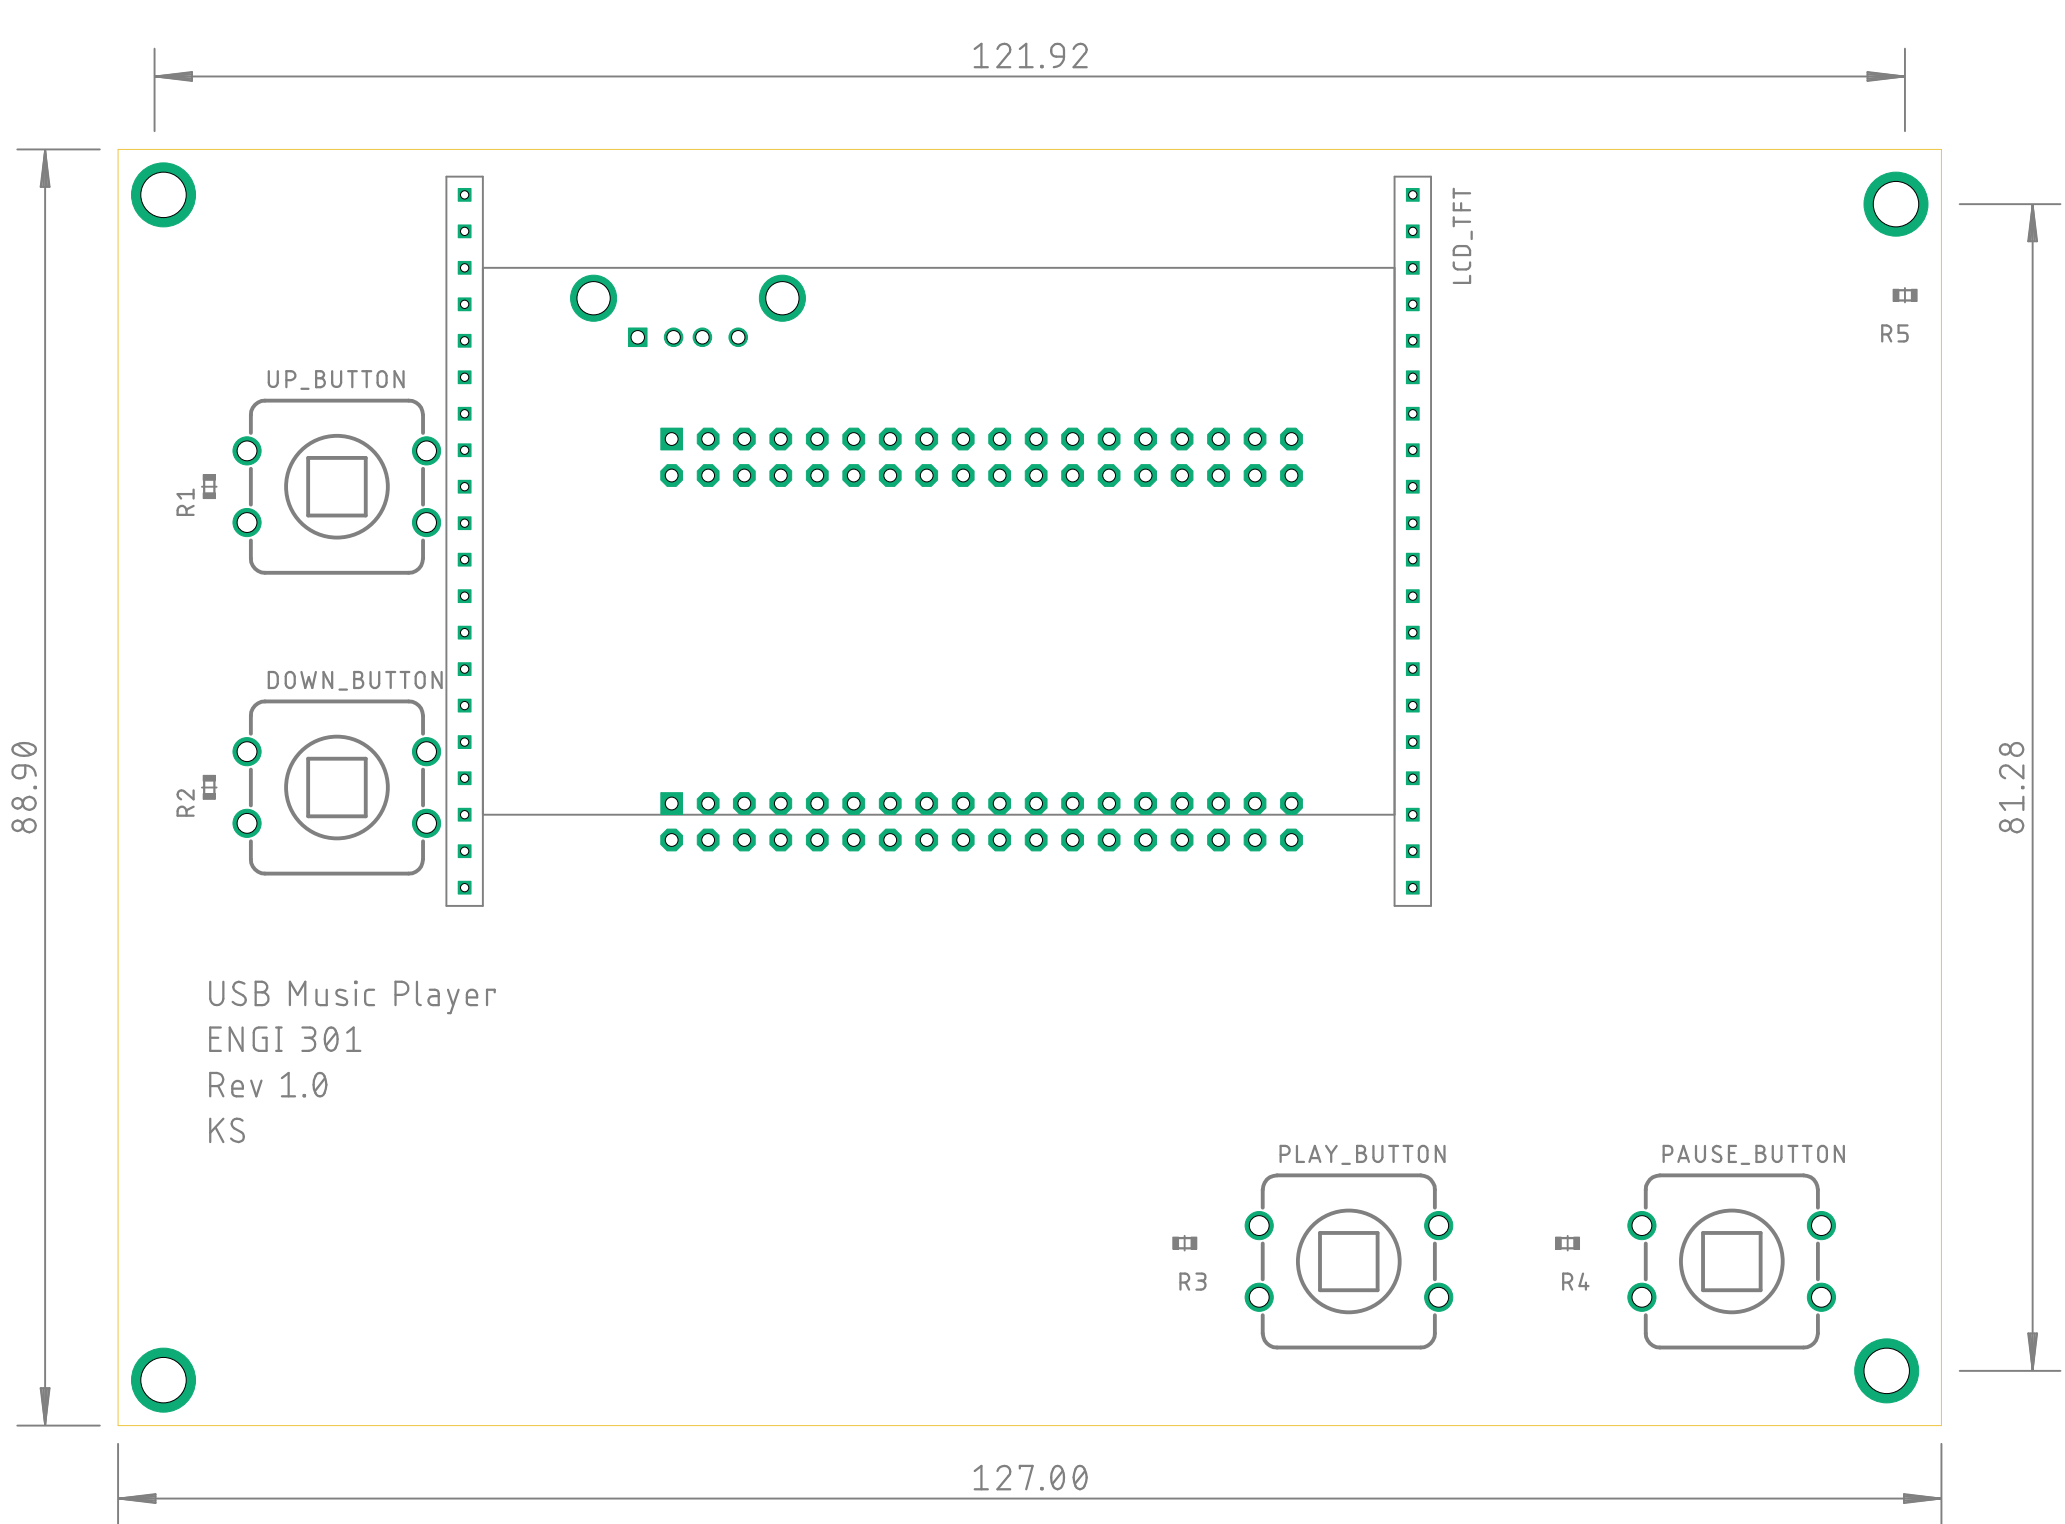 121.92
LCD_TFT
R5
UP_BUTTON
R1
DOWN_BUTTON
R2
88.90
81.28
USB Music Player
ENGI 301
Rev 1.0
KS
PLAY_BUTTON
PAUSE_BUTTON
R3
R4
127.00